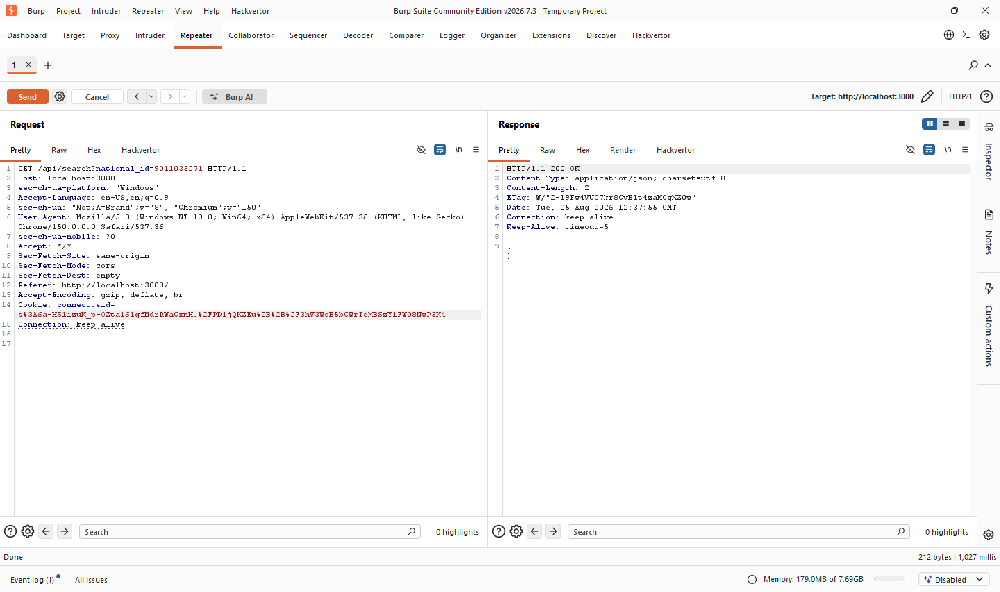 Burp Project Intruder Repeater View Help Hackvertor Burp Suite Community Edition v2026.7.3 - Temporary Project
Dashboard Target Proxy Intruder Repeater Collaborator Sequencer Decoder Comparer Logger Organizer Extensions Discover Hackvertor
1
Send Cancel Burp AI Target: http://localhost:3000 HTTP/1
Request
Pretty Raw Hex Hackvertor \n
1 GET /api/search?national_id=9011033271 HTTP/1.1
2 Host: localhost:3000
3 sec-ch-ua-platform: "Windows"
4 Accept-Language: en-US,en;q=0.9
5 sec-ch-ua: "Not;A=Brand";v="8", "Chromium";v="150"
6 User-Agent: Mozilla/5.0 (Windows NT 10.0; Win64; x64) AppleWebKit/537.36 (KHTML, like Gecko)
Chrome/150.0.0.0 Safari/537.36
7 sec-ch-ua-mobile: ?0
8 Accept: */*
9 Sec-Fetch-Site: same-origin
10 Sec-Fetch-Mode: cors
11 Sec-Fetch-Dest: empty
12 Referer: http://localhost:3000/
13 Accept-Encoding: gzip, deflate, br
14 Cookie: connect.sid=
15 Connection: keep-alive
16
17
Search 0 highlights
Response
Pretty Raw Hex Render Hackvertor \n
1 HTTP/1.1 200 OK
2 Content-Type: application/json; charset=utf-8
3 Content-Length: 2
4 ETag:
5 Date: Tue, 25 Aug 2026 12:37:55 GMT
6 Connection: keep-alive
7 Keep-Alive: timeout=5
8
9 [
]
Search 0 highlights
Inspector
Notes
Custom actions
Done 212 bytes | 1,027 millis
Event log (1) All issues Memory: 179.0MB of 7.69GB Disabled